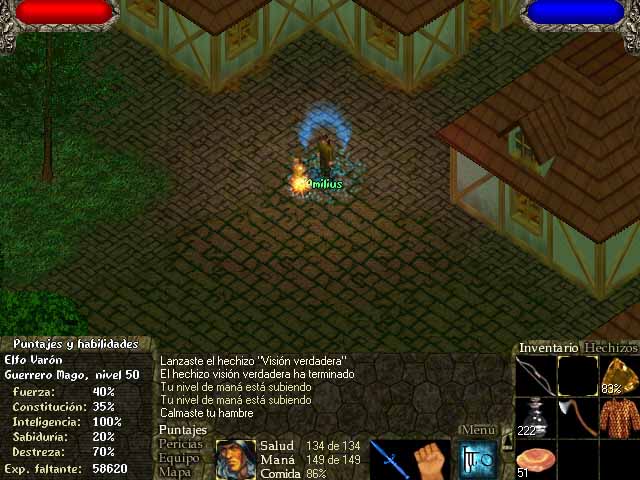 Omilius
Puntajes y habilidades
Elfo Varón
Guerrero Mago, nivel 50
Fuerza: 40%
Constitución: 35%
Inteligencia: 100%
Sabiduría: 20%
Destreza: 70%
Exp. faltante: 58620
Lanzaste el hechizo "Visión verdadera"
El hechizo visión verdadera ha terminado
Tu nivel de maná está subiendo
Tu nivel de maná está subiendo
Calmaste tu hambre
Puntajes
Pericias
Equipo
Mapa
Salud 134 de 134
Maná 149 de 149
Comida 86%
Menú
Inventario Hechizos
83%
222
51